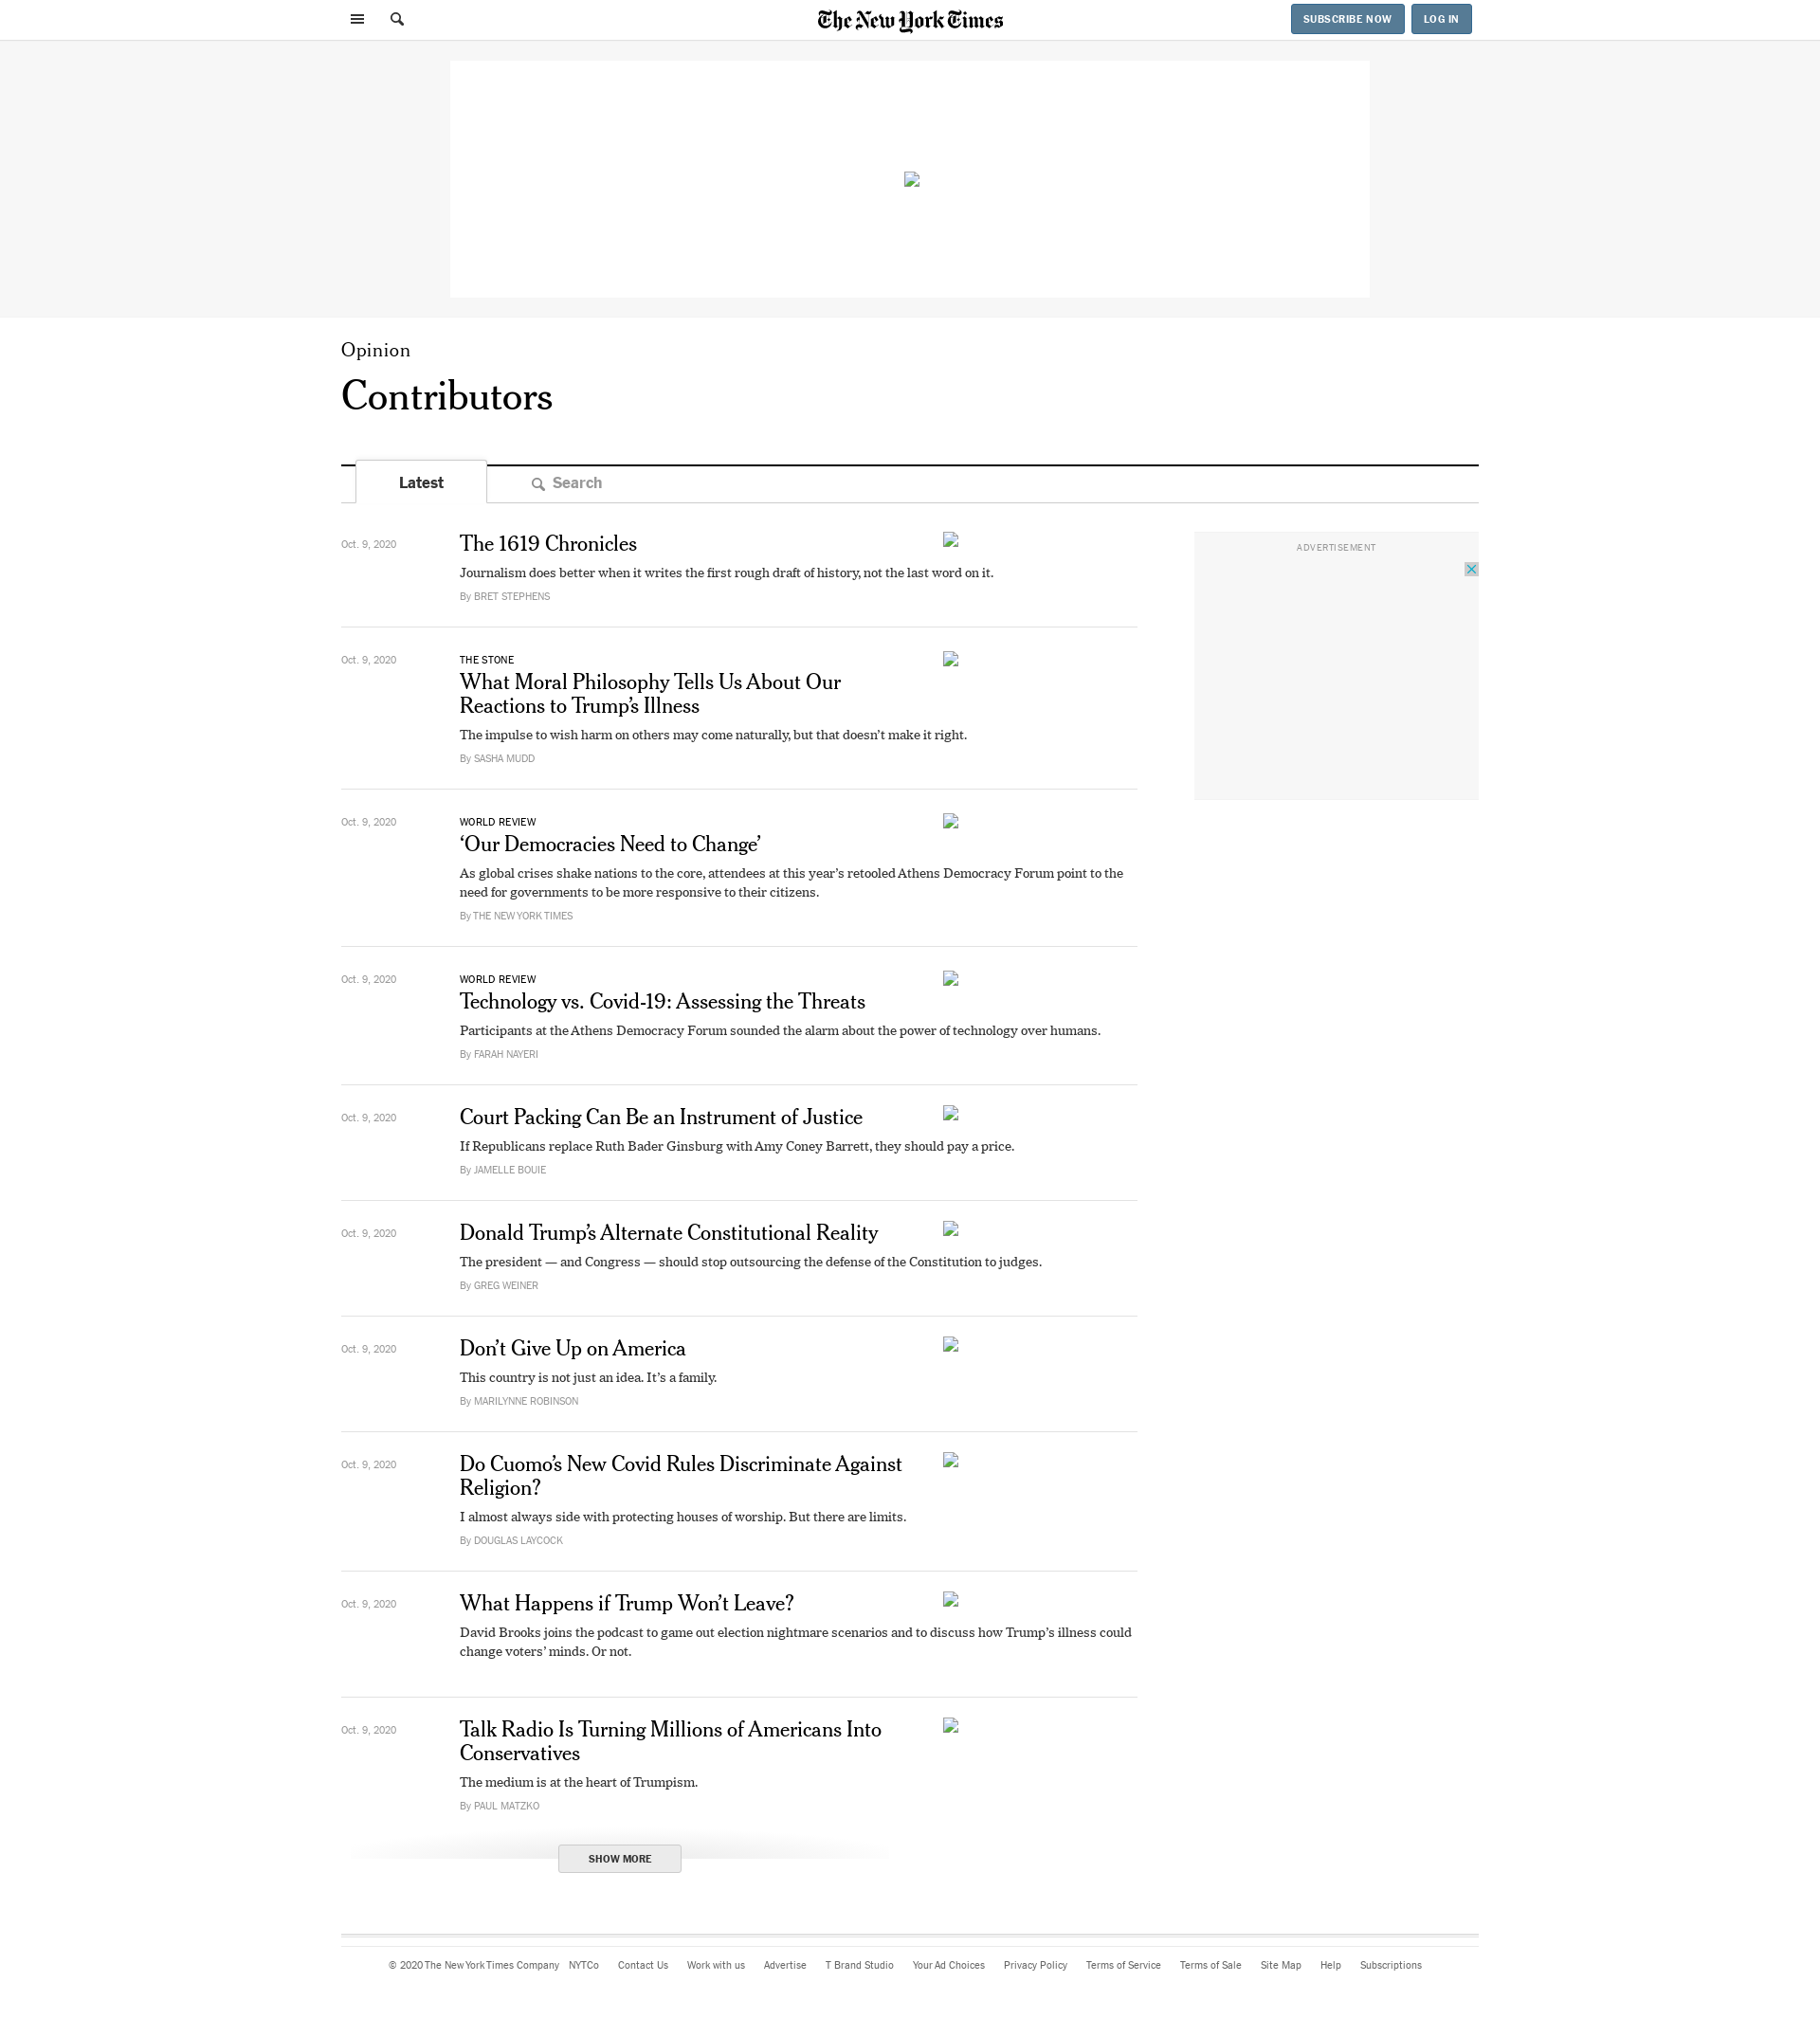 The New York Times
SUBSCRIBE NOW
LOG IN
Opinion
Contributors
Latest
Search
Oct. 9, 2020
The 1619 Chronicles
Journalism does better when it writes the first rough draft of history, not the last word on it.
By BRET STEPHENS
ADVERTISEMENT
Oct. 9, 2020
THE STONE
What Moral Philosophy Tells Us About Our
Reactions to Trump’s Illness
The impulse to wish harm on others may come naturally, but that doesn’t make it right.
By SASHA MUDD
Oct. 9, 2020
WORLD REVIEW
‘Our Democracies Need to Change’
As global crises shake nations to the core, attendees at this year’s retooled Athens Democracy Forum point to the
need for governments to be more responsive to their citizens.
By THE NEW YORK TIMES
Oct. 9, 2020
WORLD REVIEW
Technology vs. Covid-19: Assessing the Threats
Participants at the Athens Democracy Forum sounded the alarm about the power of technology over humans.
By FARAH NAYERI
Oct. 9, 2020
Court Packing Can Be an Instrument of Justice
If Republicans replace Ruth Bader Ginsburg with Amy Coney Barrett, they should pay a price.
By JAMELLE BOUIE
Oct. 9, 2020
Donald Trump’s Alternate Constitutional Reality
The president — and Congress — should stop outsourcing the defense of the Constitution to judges.
By GREG WEINER
Oct. 9, 2020
Don’t Give Up on America
This country is not just an idea. It’s a family.
By MARILYNNE ROBINSON
Oct. 9, 2020
Do Cuomo’s New Covid Rules Discriminate Against
Religion?
I almost always side with protecting houses of worship. But there are limits.
By DOUGLAS LAYCOCK
Oct. 9, 2020
What Happens if Trump Won’t Leave?
David Brooks joins the podcast to game out election nightmare scenarios and to discuss how Trump’s illness could
change voters’ minds. Or not.
Oct. 9, 2020
Talk Radio Is Turning Millions of Americans Into
Conservatives
The medium is at the heart of Trumpism.
By PAUL MATZKO
SHOW MORE
© 2020 The New York Times Company NYTCo Contact Us Work with us Advertise T Brand Studio Your Ad Choices Privacy Policy Terms of Service Terms of Sale Site Map Help Subscriptions